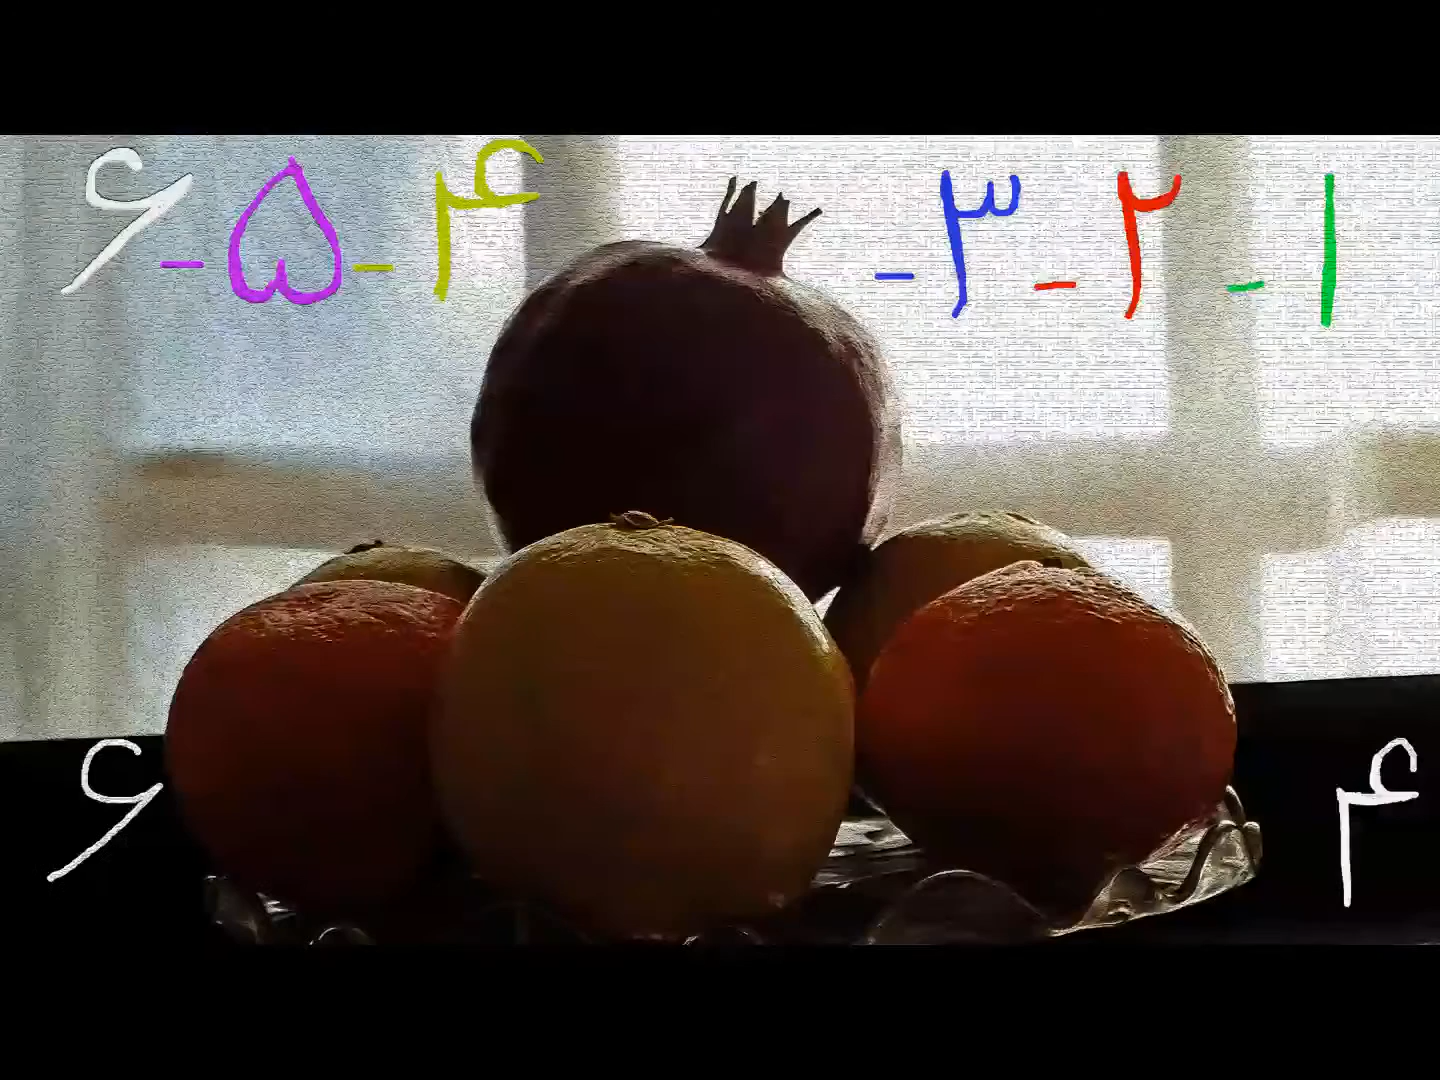 ۱ - ۲ - ۳ - ۴ - ۵ - ۶
۴ ۶